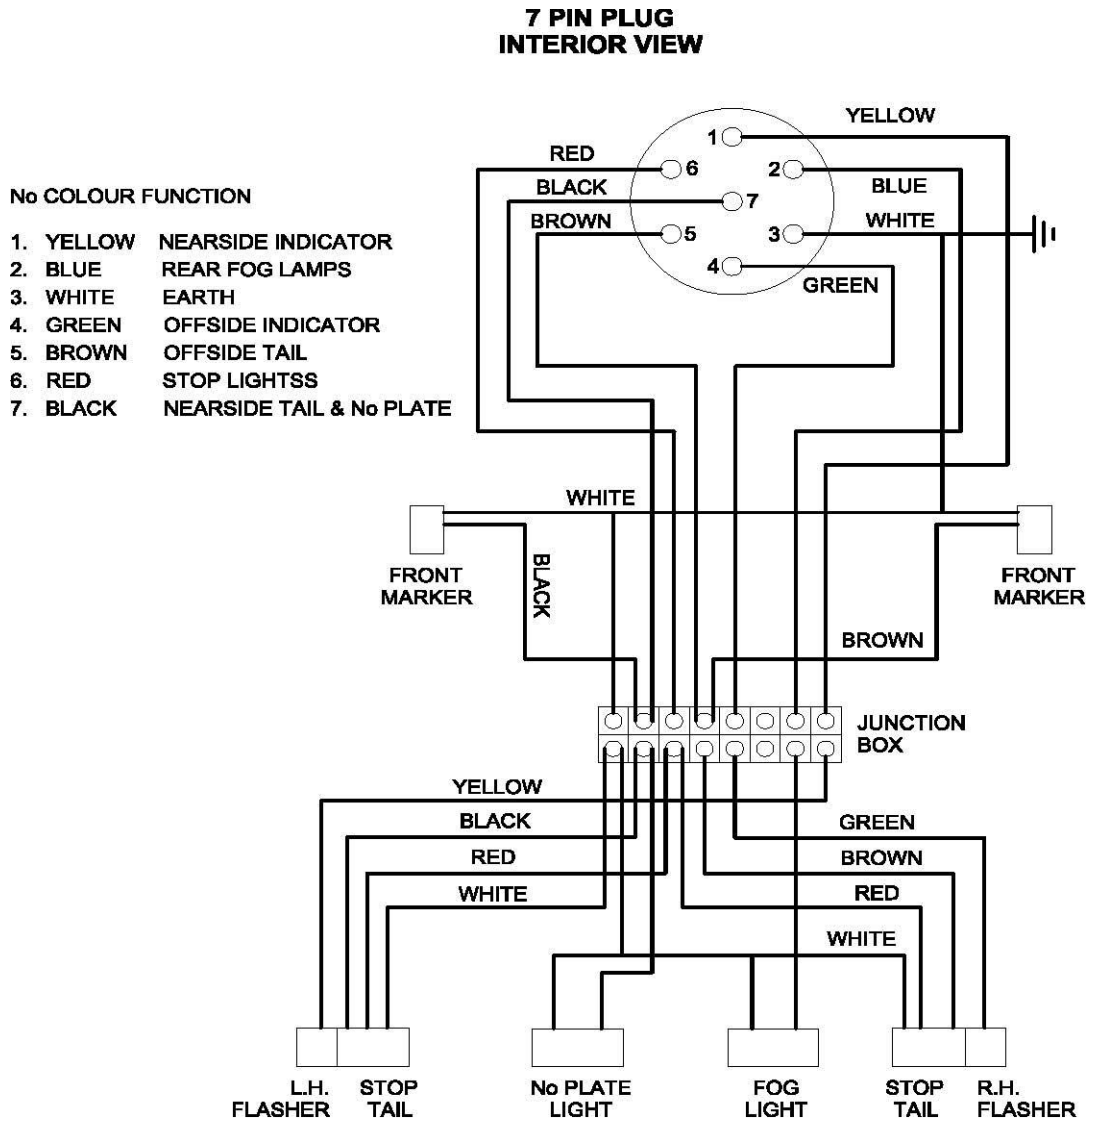 7 PIN PLUG
INTERIOR VIEW
YELLOW
1
RED
6
2
BLUE
BLACK
7
BROWN
5
WHITE
3
4
GREEN
No COLOUR FUNCTION
1. YELLOW NEARSIDE INDICATOR
2. BLUE REAR FOG LAMPS
3. WHITE EARTH
4. GREEN OFFSIDE INDICATOR
5. BROWN OFFSIDE TAIL
6. RED STOP LIGHTSS
7. BLACK NEARSIDE TAIL & No PLATE
WHITE
FRONT
MARKER
BLACK
FRONT
MARKER
BROWN
JUNCTION
BOX
YELLOW
BLACK
RED
WHITE
GREEN
BROWN
RED
WHITE
L.H.
FLASHER
STOP
TAIL
No PLATE
LIGHT
FOG
LIGHT
STOP
TAIL
R.H.
FLASHER